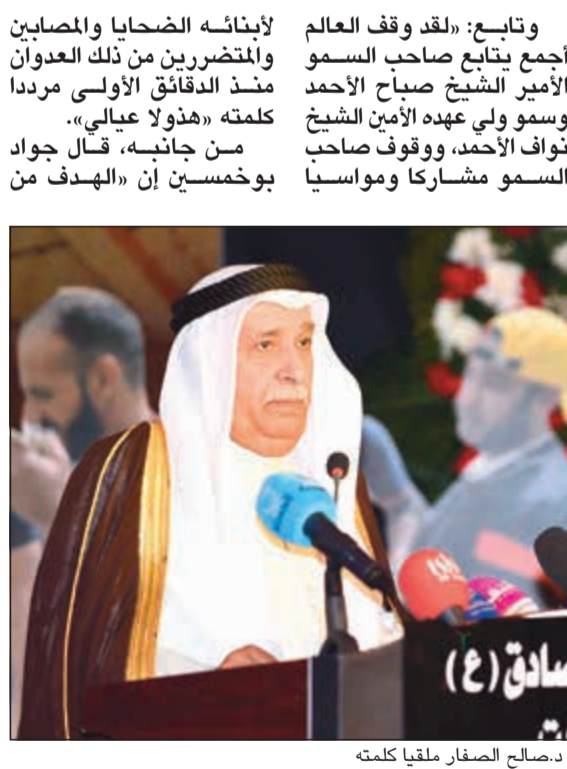 وتابع: «لقد وقف العالم
أجمع يتابع صاحب السمو
الأمير الشيخ صباح الأحمد
وسمو ولي عهده الأمين الشيخ
نواف الأحمد، ووقوف صاحب
السمو مشاركا ومواسيا
لأبنائه الضحايا والمصابين
والمتضررين من ذلك العدوان
منذ الدقائق الأولى مرددا
كلمته «هذولا عيالي».
من جانبه، قال جواد
بوخمسين إن «الهدف من
صادق (ع)
د.صالح الصفار ملقيا كلمته